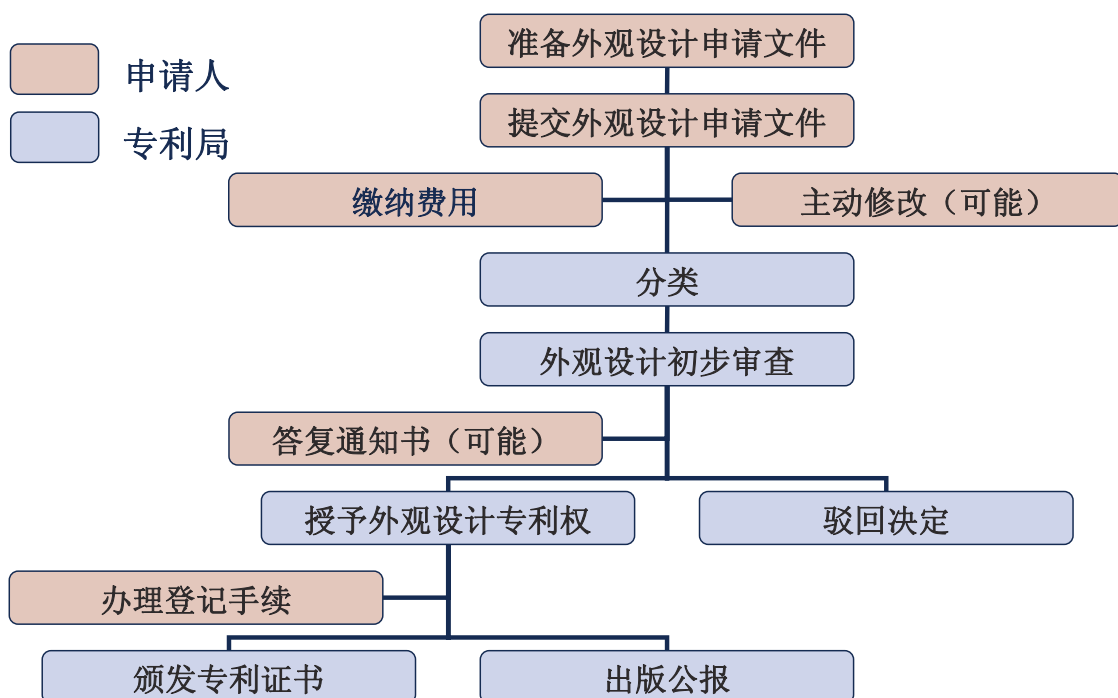 准备外观设计申请文件
申请人
提交外观设计申请文件
专利局
缴纳费用
主动修改（可能）
分类
外观设计初步审查
答复通知书（可能）
授予外观设计专利权
驳回决定
办理登记手续
颁发专利证书
出版公报